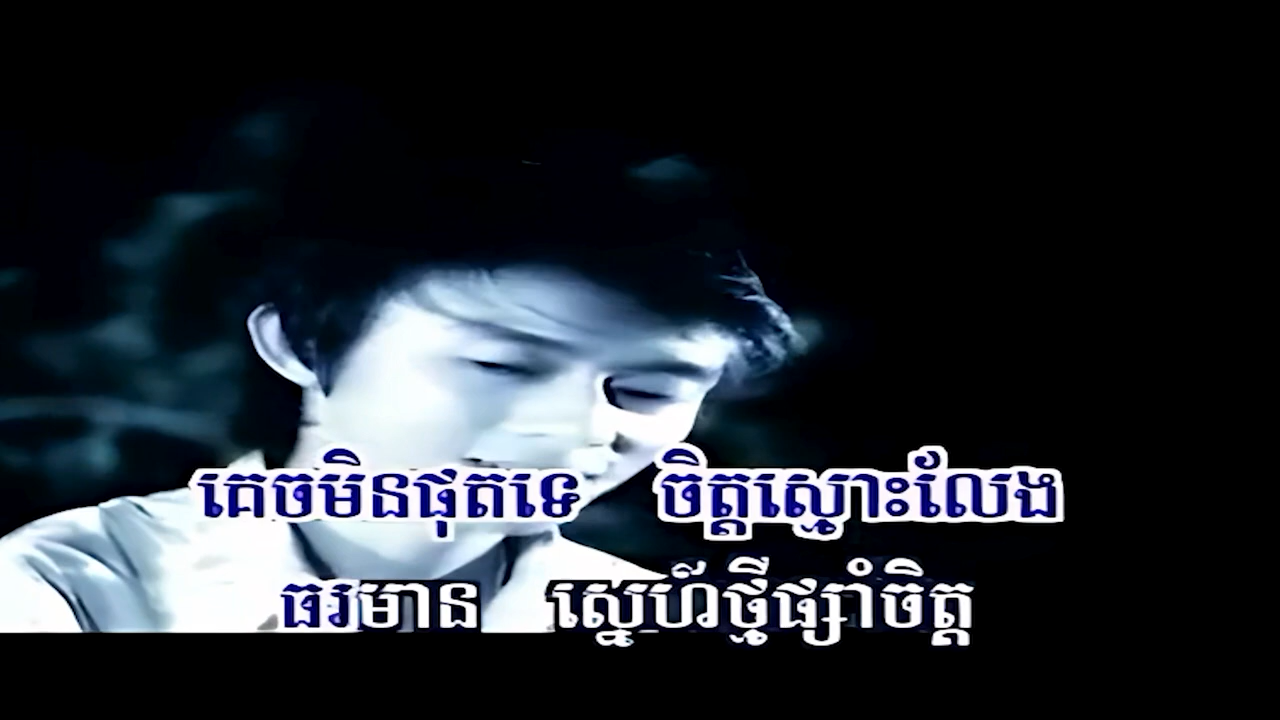 គេចមិនផុតទេ ចិត្តស្មោះលែង
ធរមាន ស្នេហ៍ថ្មីផ្សាំចិត្ត